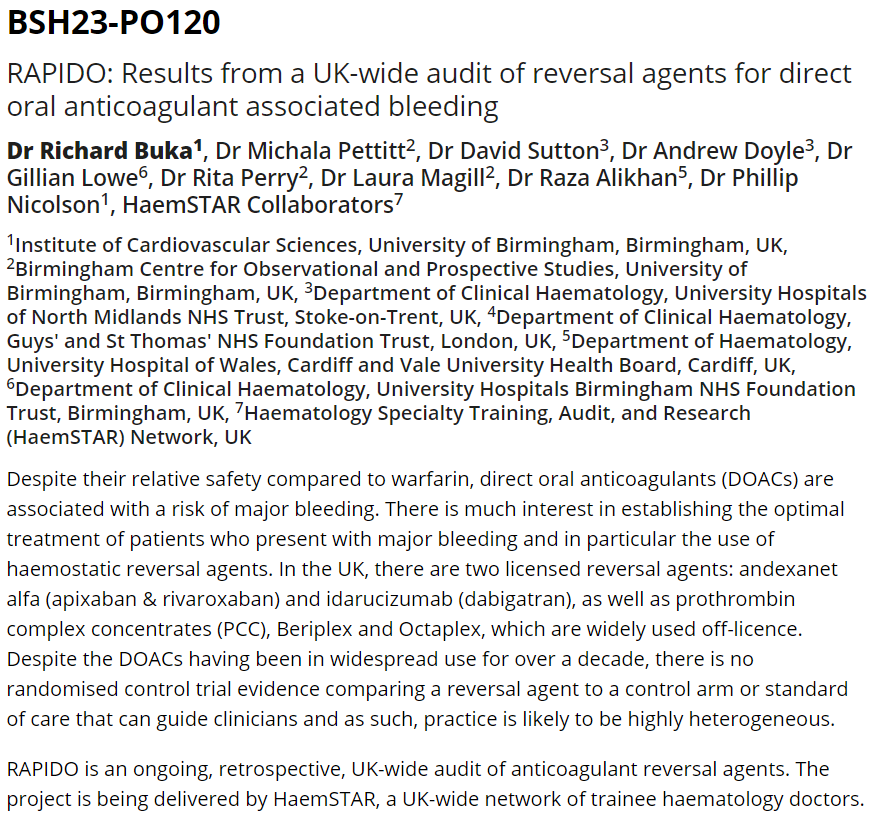 BSH23-PO120
RAPIDO: Results from a UK-wide audit of reversal agents for direct
oral anticoagulant associated bleeding
Dr Richard Buka¹, Dr Michala Pettitt², Dr David Sutton³, Dr Andrew Doyle³, Dr
Gillian Lowe⁶, Dr Rita Perry², Dr Laura Magill², Dr Raza Alikhan⁵, Dr Phillip
Nicolson¹, HaemSTAR Collaborators⁷
¹Institute of Cardiovascular Sciences, University of Birmingham, Birmingham, UK,
²Birmingham Centre for Observational and Prospective Studies, University of
Birmingham, Birmingham, UK, ³Department of Clinical Haematology, University Hospitals
of North Midlands NHS Trust, Stoke-on-Trent, UK, ⁴Department of Clinical Haematology,
Guys' and St Thomas' NHS Foundation Trust, London, UK, ⁵Department of Haematology,
University Hospital of Wales, Cardiff and Vale University Health Board, Cardiff, UK,
⁶Department of Clinical Haematology, University Hospitals Birmingham NHS Foundation
Trust, Birmingham, UK, ⁷Haematology Specialty Training, Audit, and Research
(HaemSTAR) Network, UK
Despite their relative safety compared to warfarin, direct oral anticoagulants (DOACs) are
associated with a risk of major bleeding. There is much interest in establishing the optimal
treatment of patients who present with major bleeding and in particular the use of
haemostatic reversal agents. In the UK, there are two licensed reversal agents: andexanet
alfa (apixaban & rivaroxaban) and idarucizumab (dabigatran), as well as prothrombin
complex concentrates (PCC), Beriplex and Octaplex, which are widely used off-licence.
Despite the DOACs having been in widespread use for over a decade, there is no
randomised control trial evidence comparing a reversal agent to a control arm or standard
of care that can guide clinicians and as such, practice is likely to be highly heterogeneous.
RAPIDO is an ongoing, retrospective, UK-wide audit of anticoagulant reversal agents. The
project is being delivered by HaemSTAR, a UK-wide network of trainee haematology doctors.